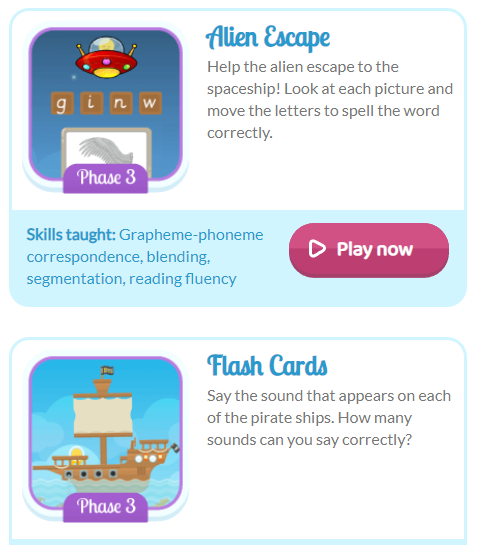 Alien Escape
Help the alien escape to the
spaceship! Look at each picture and
move the letters to spell the word
correctly.
g i n w
Phase 3
Skills taught: Grapheme-phoneme
correspondence, blending,
segmentation, reading fluency
Play now
Flash Cards
Say the sound that appears on each
of the pirate ships. How many
sounds can you say correctly?
Phase 3